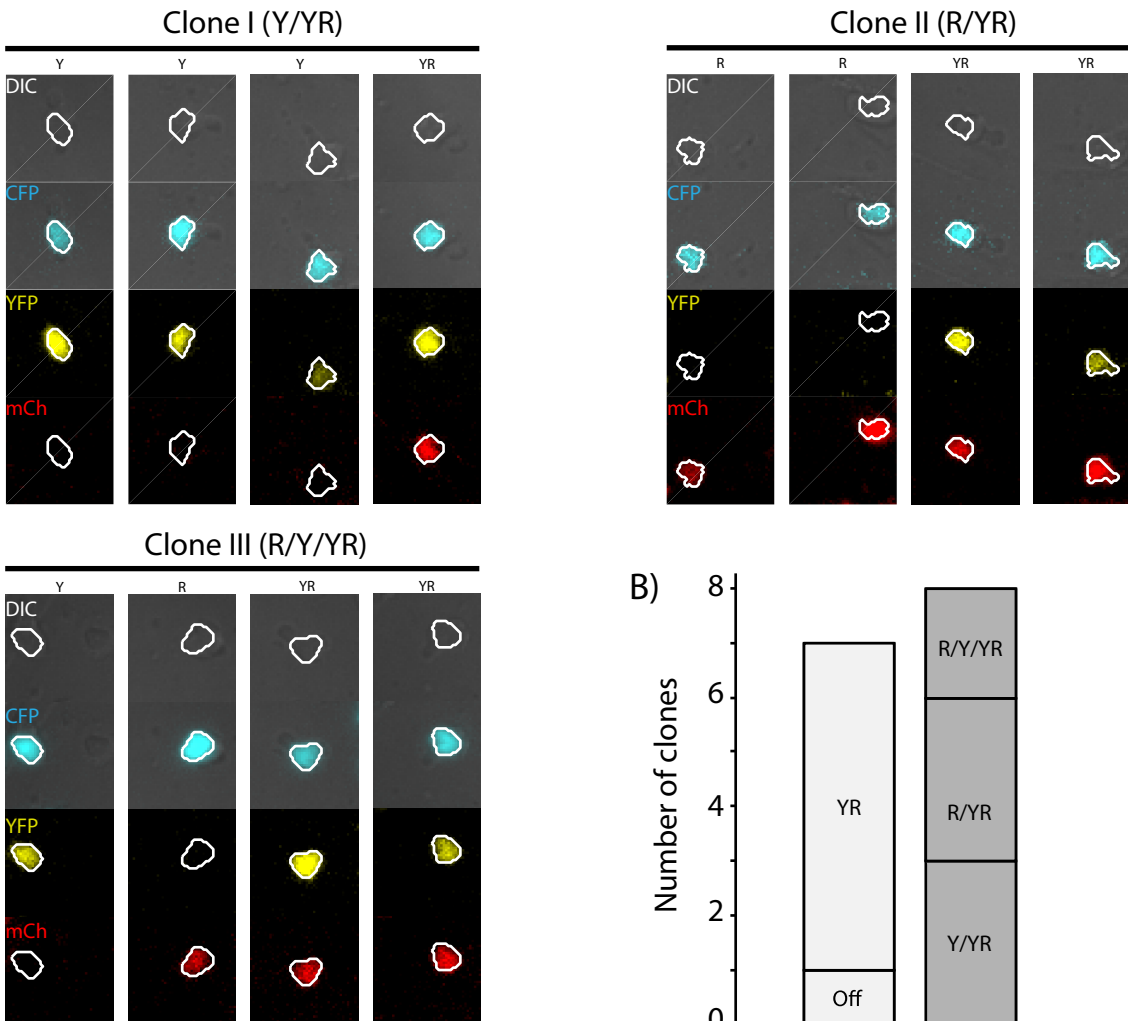 Clone I (Y/YR)
Y Y Y YR
DIC
CFP
YFP
mCh
Clone II (R/YR)
R R YR YR
DIC
CFP
YFP
mCh
Clone III (R/Y/YR)
Y R YR YR
DIC
CFP
YFP
mCh
B)
Number of clones
8
6
4
2
0
YR
Off
R/Y/YR
R/YR
Y/YR